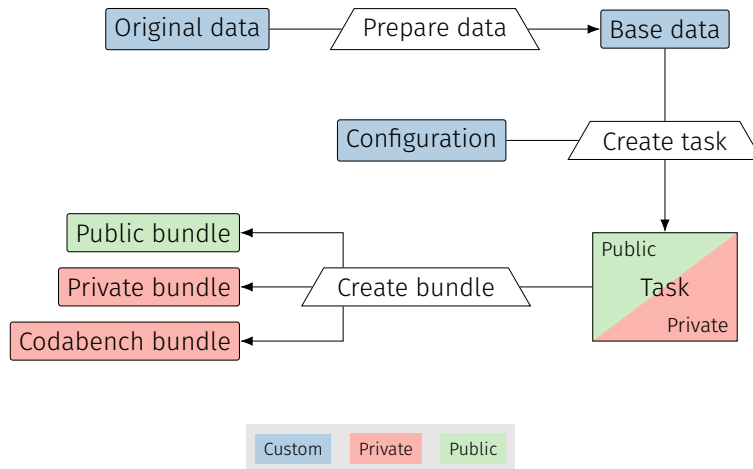 Original data
Prepare data
Base data
Configuration
Create task
Public bundle
Private bundle
Codabench bundle
Create bundle
Public
Task
Private
Custom
Private
Public